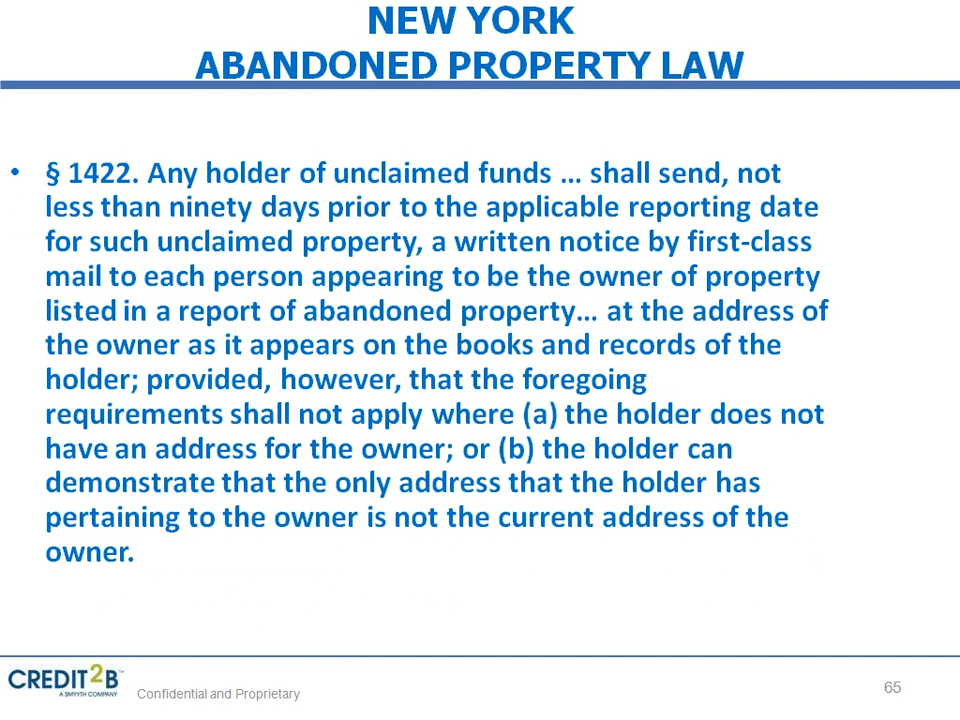 NEW YORK
ABANDONED PROPERTY LAW
• § 1422. Any holder of unclaimed funds … shall send, not
less than ninety days prior to the applicable reporting date
for such unclaimed property, a written notice by first-class
mail to each person appearing to be the owner of property
listed in a report of abandoned property… at the address of
the owner as it appears on the books and records of the
holder; provided, however, that the foregoing
requirements shall not apply where (a) the holder does not
have an address for the owner; or (b) the holder can
demonstrate that the only address that the holder has
pertaining to the owner is not the current address of the
owner.
CREDIT2B™
A SMYYTH COMPANY
Confidential and Proprietary
65